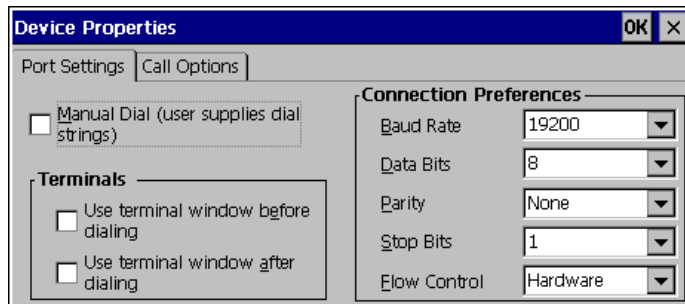 Device Properties OK ×
Port Settings Call Options
Manual Dial (user supplies dial
strings)
Terminals
Use terminal window before
dialing
Use terminal window after
dialing
Connection Preferences
Baud Rate 19200
Data Bits 8
Parity None
Stop Bits 1
Flow Control Hardware